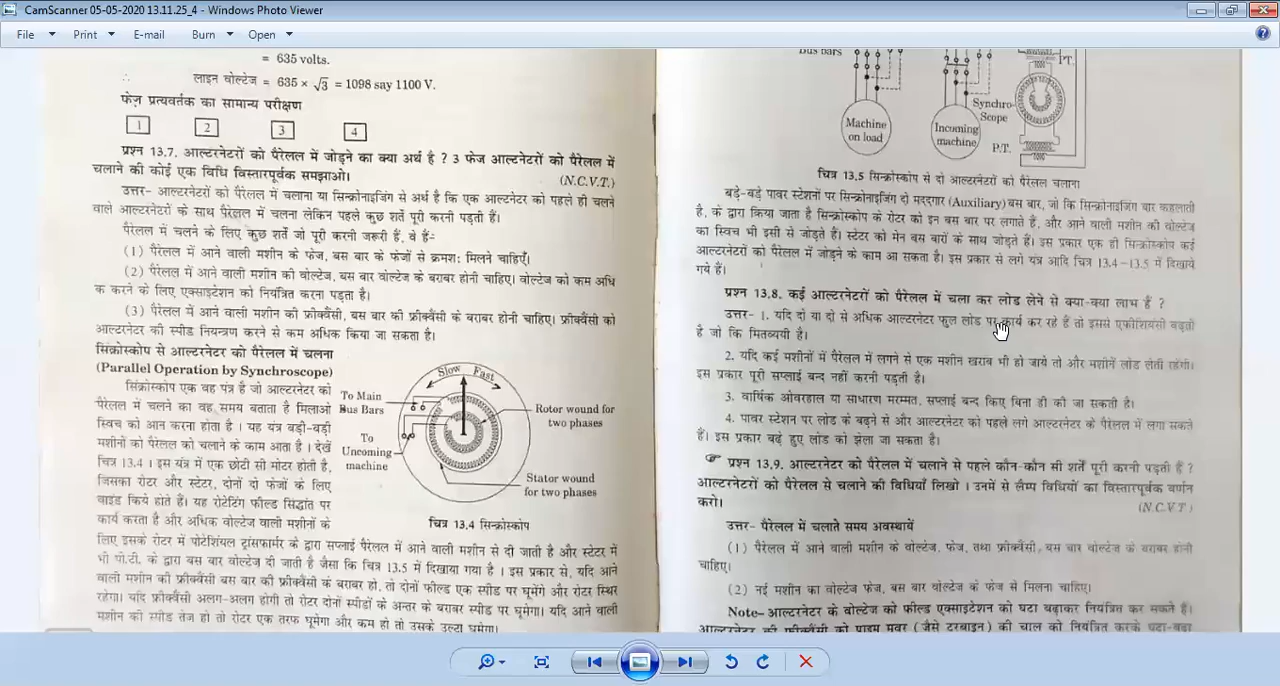 CamScanner 05-05-2020 13.11.25_4 - Windows Photo Viewer
File Print E-mail Burn Open
= 635 volts.
∴ लाइन वोल्टेज = 635 × √3 = 1098 say 1100 V.
फेज़ प्रत्यवर्तक का सामान्य परीक्षण
1 2 3 4
प्रश्न 13.7. आल्टरनेटरों को पैरेलल में जोड़ने का क्या अर्थ है ? 3 फेज आल्टरनेटरों को पैरेलल में
चलाने की कोई एक विधि विस्तारपूर्वक समझाओ। (N.C.V.T.)
उत्तर– आल्टरनेटरों को पैरेलल में चलाना या सिन्क्रोनाइजिंग से अर्थ है कि एक आल्टरनेटर को पहले ही चलने
वाले आल्टरनेटरों के साथ पैरेलल में चलना लेकिन पहले कुछ शर्तें पूरी करनी पड़ती हैं।
पैरेलल में चलने के लिए कुछ शर्तें जो पूरी करनी जरूरी हैं, वे हैं–
(1) पैरेलल में आने वाली मशीन के फेज, बस बार के फेजों से क्रमशः मिलने चाहिएँ।
(2) पैरेलल में आने वाली मशीन की वोल्टेज, बस बार वोल्टेज के बराबर होनी चाहिए। वोल्टेज को कम अधि
क करने के लिए एक्साइटेशन को नियंत्रित करना पड़ता है।
(3) पैरेलल में आने वाली मशीन की फ्रीक्वैंसी, बस बार की फ्रीक्वैंसी के बराबर होनी चाहिए। फ्रीक्वैंसी को
आल्टरनेटर की स्पीड नियन्त्रण करने से कम अधिक किया जा सकता है।
सिंक्रोस्कोप से आल्टरनेटर को पैरेलल में चलना
(Parallel Operation by Synchroscope)
सिंक्रोस्कोप एक वह यंत्र है जो आल्टरनेटर को
पैरेलल में चलने का वह समय बताता है मिलाओ
स्विच को आन करना होता है । यह यंत्र बड़ी-बड़ी
मशीनों को पैरेलल को चलाने के काम आता है । देखें
चित्र 13.4 । इस यंत्र में एक छोटी सी मोटर होती है,
जिसका रोटर और स्टेटर, दोनों दो फेजों के लिए
वाइंड किये होते हैं। यह रोटेटिंग फील्ड सिद्धांत पर
कार्य करता है और अधिक वोल्टेज वाली मशीनों के
Slow Fast
To Main
Bus Bars
To
Uncoming
machine
Rotor wound for
two phases
Stator wound
for two phases
चित्र 13.4 सिन्क्रोस्कोप
लिए इसके रोटर में पोटेंशियल ट्रांसफार्मर के द्वारा सप्लाई पैरेलल में आने वाली मशीन से दी जाती है और स्टेटर में
भी पी.टी. के द्वारा बस बार वोल्टेज दी जाती है जैसा कि चित्र 13.5 में दिखाया गया है । इस प्रकार से, यदि आने
वाली मशीन की फ्रीक्वैंसी बस बार की फ्रीक्वैंसी के बराबर हो, तो दोनों फील्ड एक स्पीड पर घूमेंगे और रोटर स्थिर
रहेगा। यदि फ्रीक्वैंसी अलग-अलग होगी तो रोटर दोनों स्पीडों के अन्तर के बराबर स्पीड पर घूमेगा। यदि आने वाली
मशीन की स्पीड तेज हो तो रोटर एक तरफ घूमेगा और कम हो तो उसके उल्टा घूमेगा।
Bus bars
P.T.
Synchro-
Scope
Machine
on load
Incoming
machine
P.T.
चित्र 13.5 सिन्क्रोस्कोप से दो आल्टरनेटरों को पैरेलल चलाना
बड़े-बड़े पावर स्टेशनों पर सिन्क्रोनाइजिंग दो मददगार (Auxiliary) बस बार, जो कि सिन्क्रोनाइजिंग बार कहलाती
है, के द्वारा किया जाता है सिन्क्रोस्कोप के रोटर को इन बस बार पर लगाते हैं, और आने वाली मशीन की वोल्टेज
का स्विच भी इसी से जोड़ते हैं। स्टेटर को मेन बस बारों के साथ जोड़ते हैं। इस प्रकार एक ही सिन्क्रोस्कोप कई
आल्टरनेटरों को पैरेलल में जोड़ने के काम आ सकता है। इस प्रकार से लगे यंत्र आदि चित्र 13.4–13.5 में दिखाये
गये हैं।
प्रश्न 13.8. कई आल्टरनेटरों को पैरेलल में चला कर लोड लेने से क्या-क्या लाभ हैं ?
उत्तर– 1. यदि दो या दो से अधिक आल्टरनेटर फुल लोड पर कार्य कर रहे हैं तो इससे एफीशियंसी बढ़ती
है जो कि मितव्ययी है।
2. यदि कई मशीनों में पैरेलल में लगने से एक मशीन खराब भी हो जाये तो और मशीनें लोड लेती रहेंगी।
इस प्रकार पूरी सप्लाई बन्द नहीं करनी पड़ती है।
3. वार्षिक ओवरहाल या साधारण मरम्मत, सप्लाई बन्द किए बिना ही की जा सकती है।
4. पावर स्टेशन पर लोड के बढ़ने से और आल्टरनेटर को पहले लगे आल्टरनेटर के पैरेलल में लगा सकते
हैं। इस प्रकार बढ़े हुए लोड को झेला जा सकता है।
☞ प्रश्न 13.9. आल्टरनेटर को पैरेलल में चलाने से पहले कौन-कौन सी शर्तें पूरी करनी पड़ती हैं ?
आल्टरनेटरों को पैरेलल से चलाने की विधियाँ लिखो । उनमें से लैम्प विधियों का विस्तारपूर्वक वर्णन
करो। (N.C.V.T.)
उत्तर– पैरेलल में चलाते समय अवस्थायें
(1) पैरेलल में आने वाली मशीन के वोल्टेज, फेज, तथा फ्रीक्वैंसी, बस बार वोल्टेज के बराबर होनी
चाहिए।
(2) नई मशीन का वोल्टेज फेज, बस बार वोल्टेज के फेज से मिलना चाहिए।
Note– आल्टरनेटर के वोल्टेज को फील्ड एक्साइटेशन को घटा बढ़ाकर नियंत्रित कर सकते हैं।
आल्टरनेटर की फ्रीक्वैंसी को प्राइम मूवर (जैसे टरबाइन) की चाल को नियंत्रित करके घटा-बढ़ा